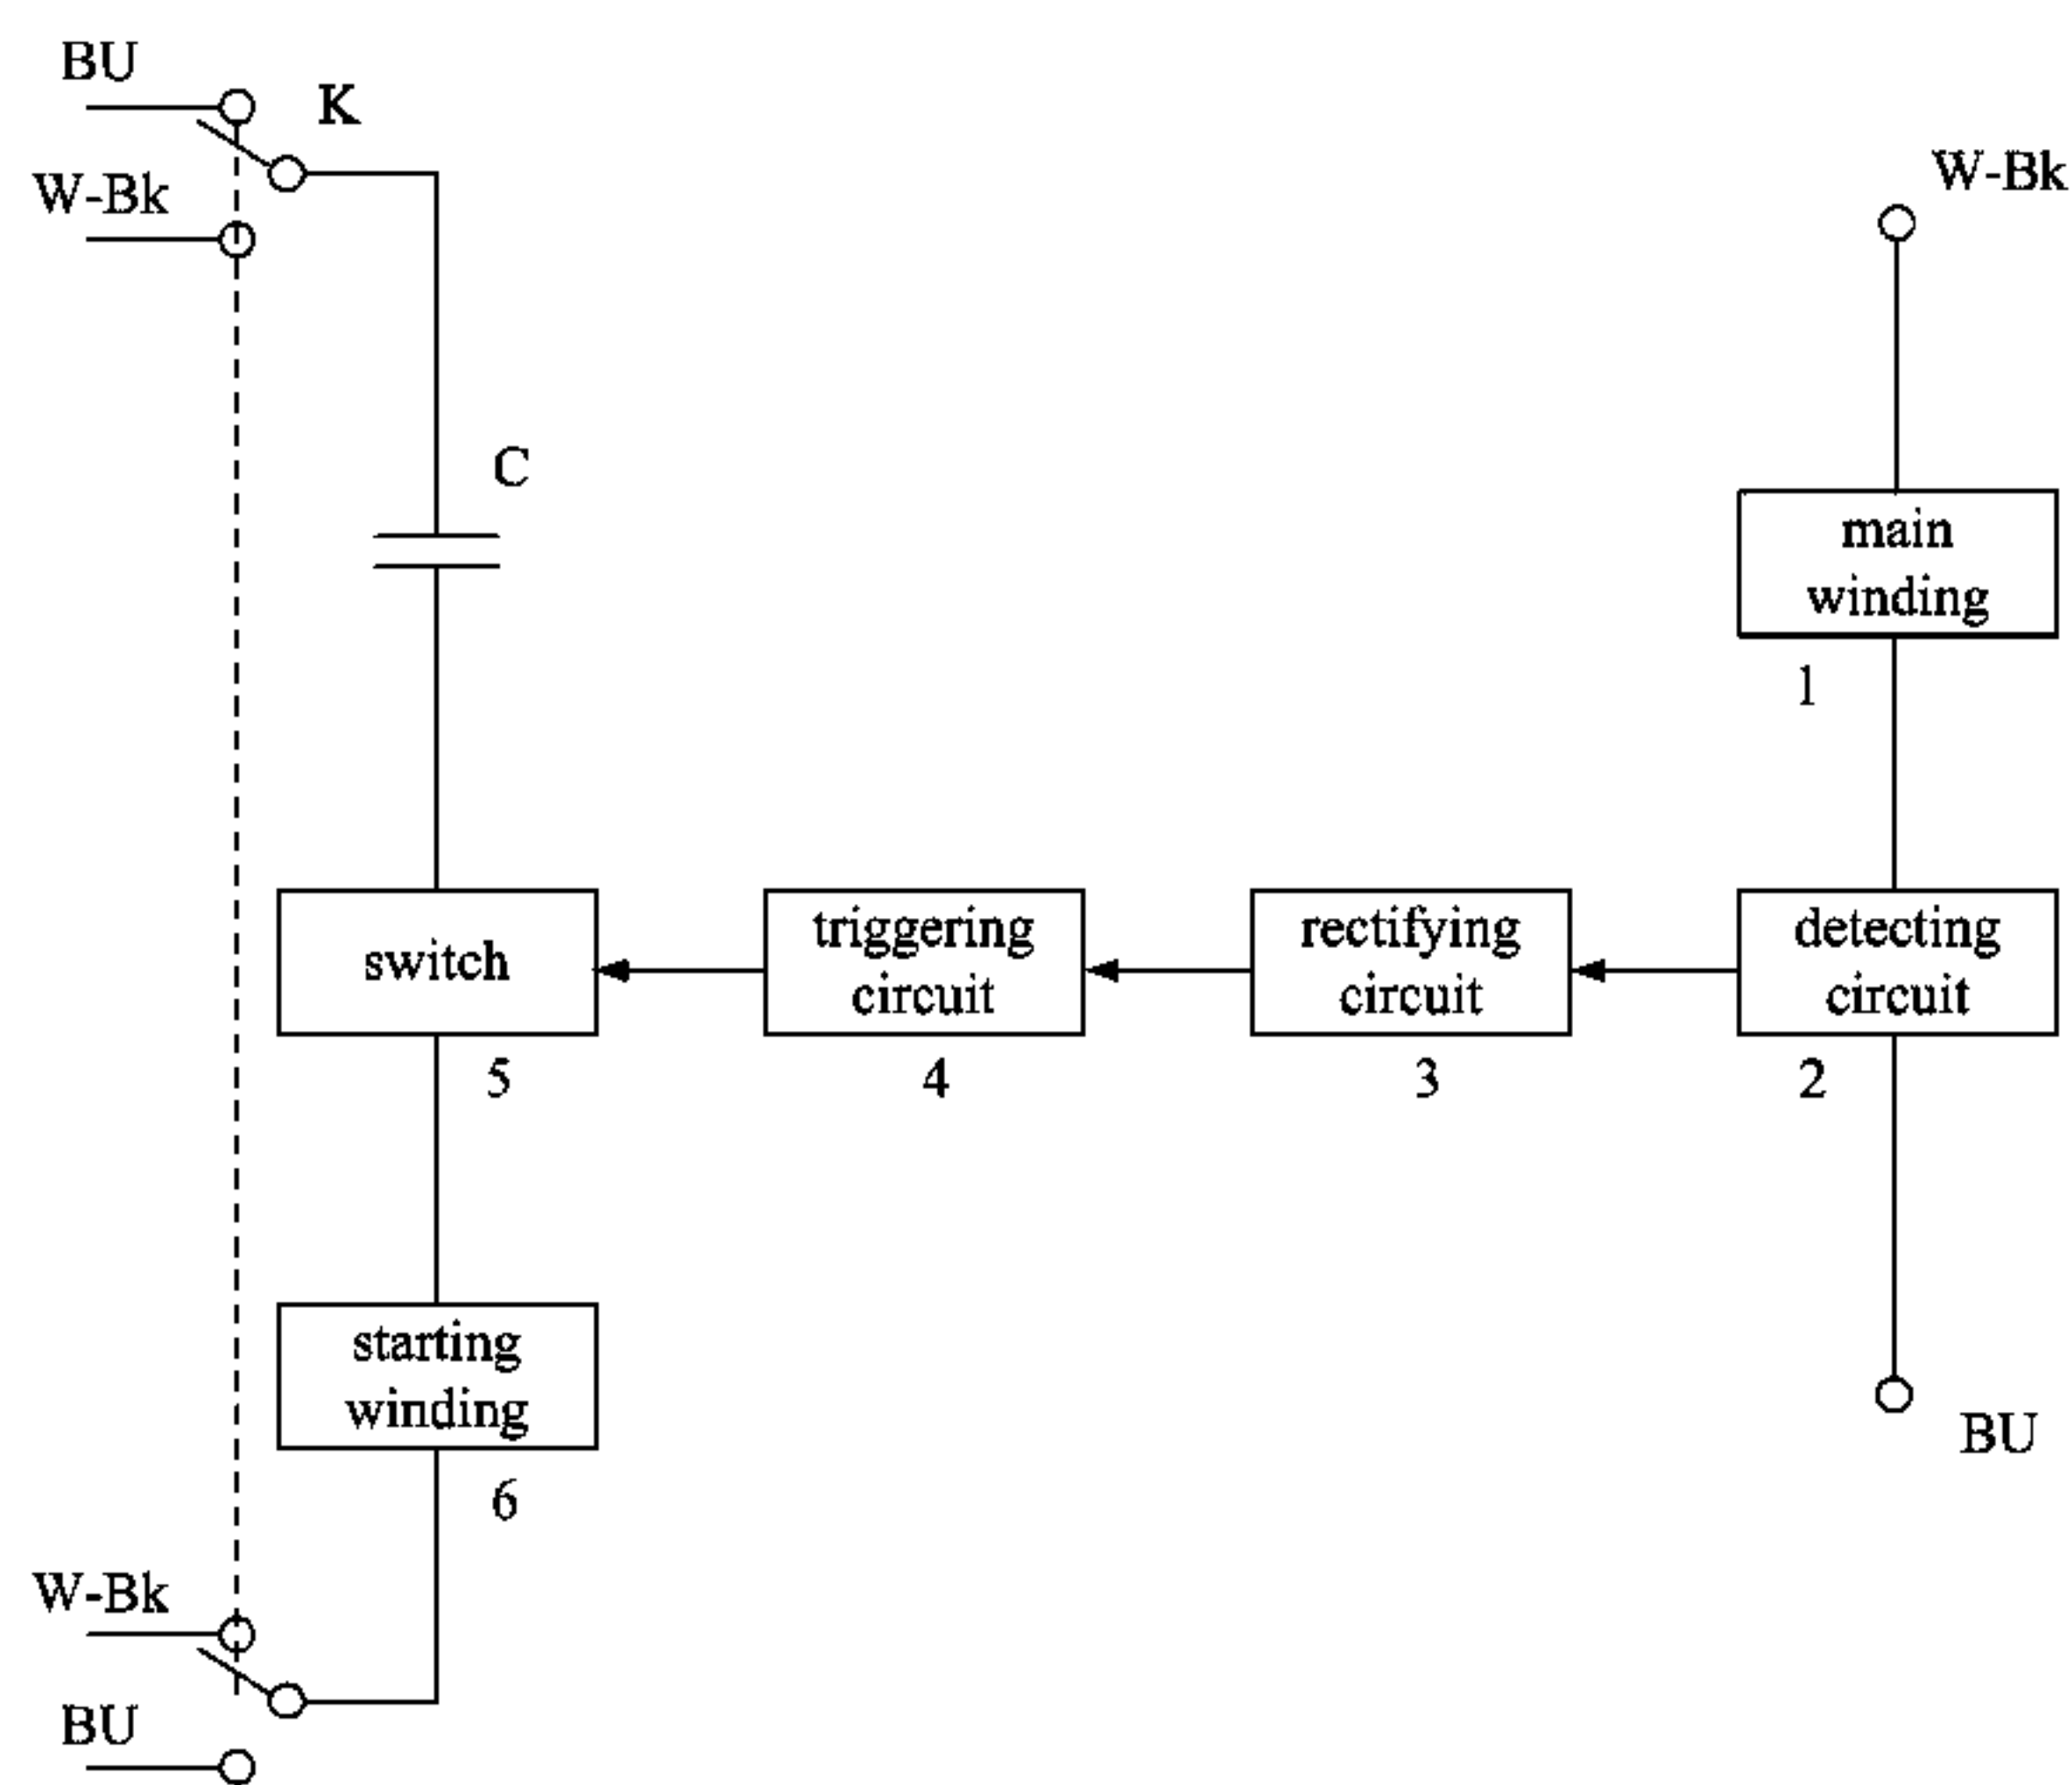 BU
K
W-Bk
W-Bk
C
main
winding
1
switch
triggering
circuit
rectifying
circuit
detecting
circuit
5
4
3
2
starting
winding
6
BU
W-Bk
BU